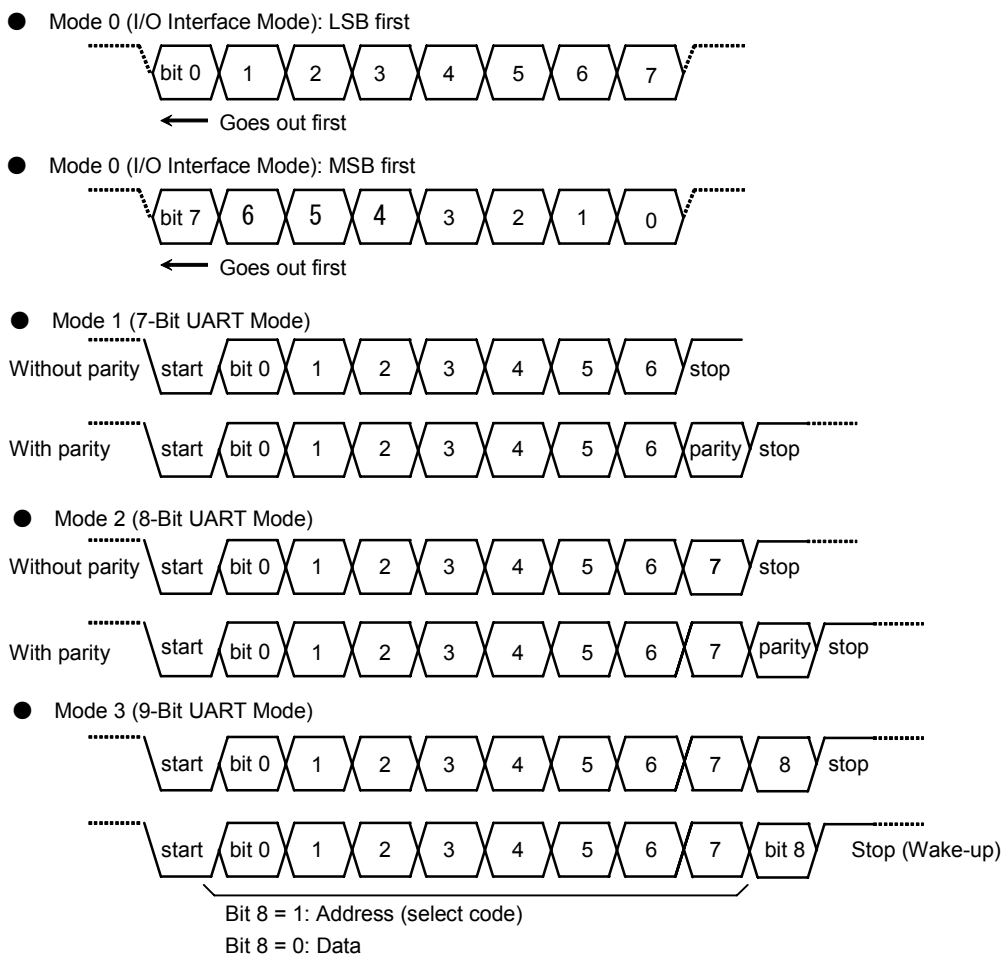 ● Mode 0 (I/O Interface Mode): LSB first
bit 0 1 2 3 4 5 6 7
Goes out first
● Mode 0 (I/O Interface Mode): MSB first
bit 7 6 5 4 3 2 1 0
Goes out first
● Mode 1 (7-Bit UART Mode)
Without parity start bit 0 1 2 3 4 5 6 stop
With parity start bit 0 1 2 3 4 5 6 parity stop
● Mode 2 (8-Bit UART Mode)
Without parity start bit 0 1 2 3 4 5 6 7 stop
With parity start bit 0 1 2 3 4 5 6 7 parity stop
● Mode 3 (9-Bit UART Mode)
start bit 0 1 2 3 4 5 6 7 8 stop
start bit 0 1 2 3 4 5 6 7 bit 8 Stop (Wake-up)
Bit 8 = 1: Address (select code)
Bit 8 = 0: Data